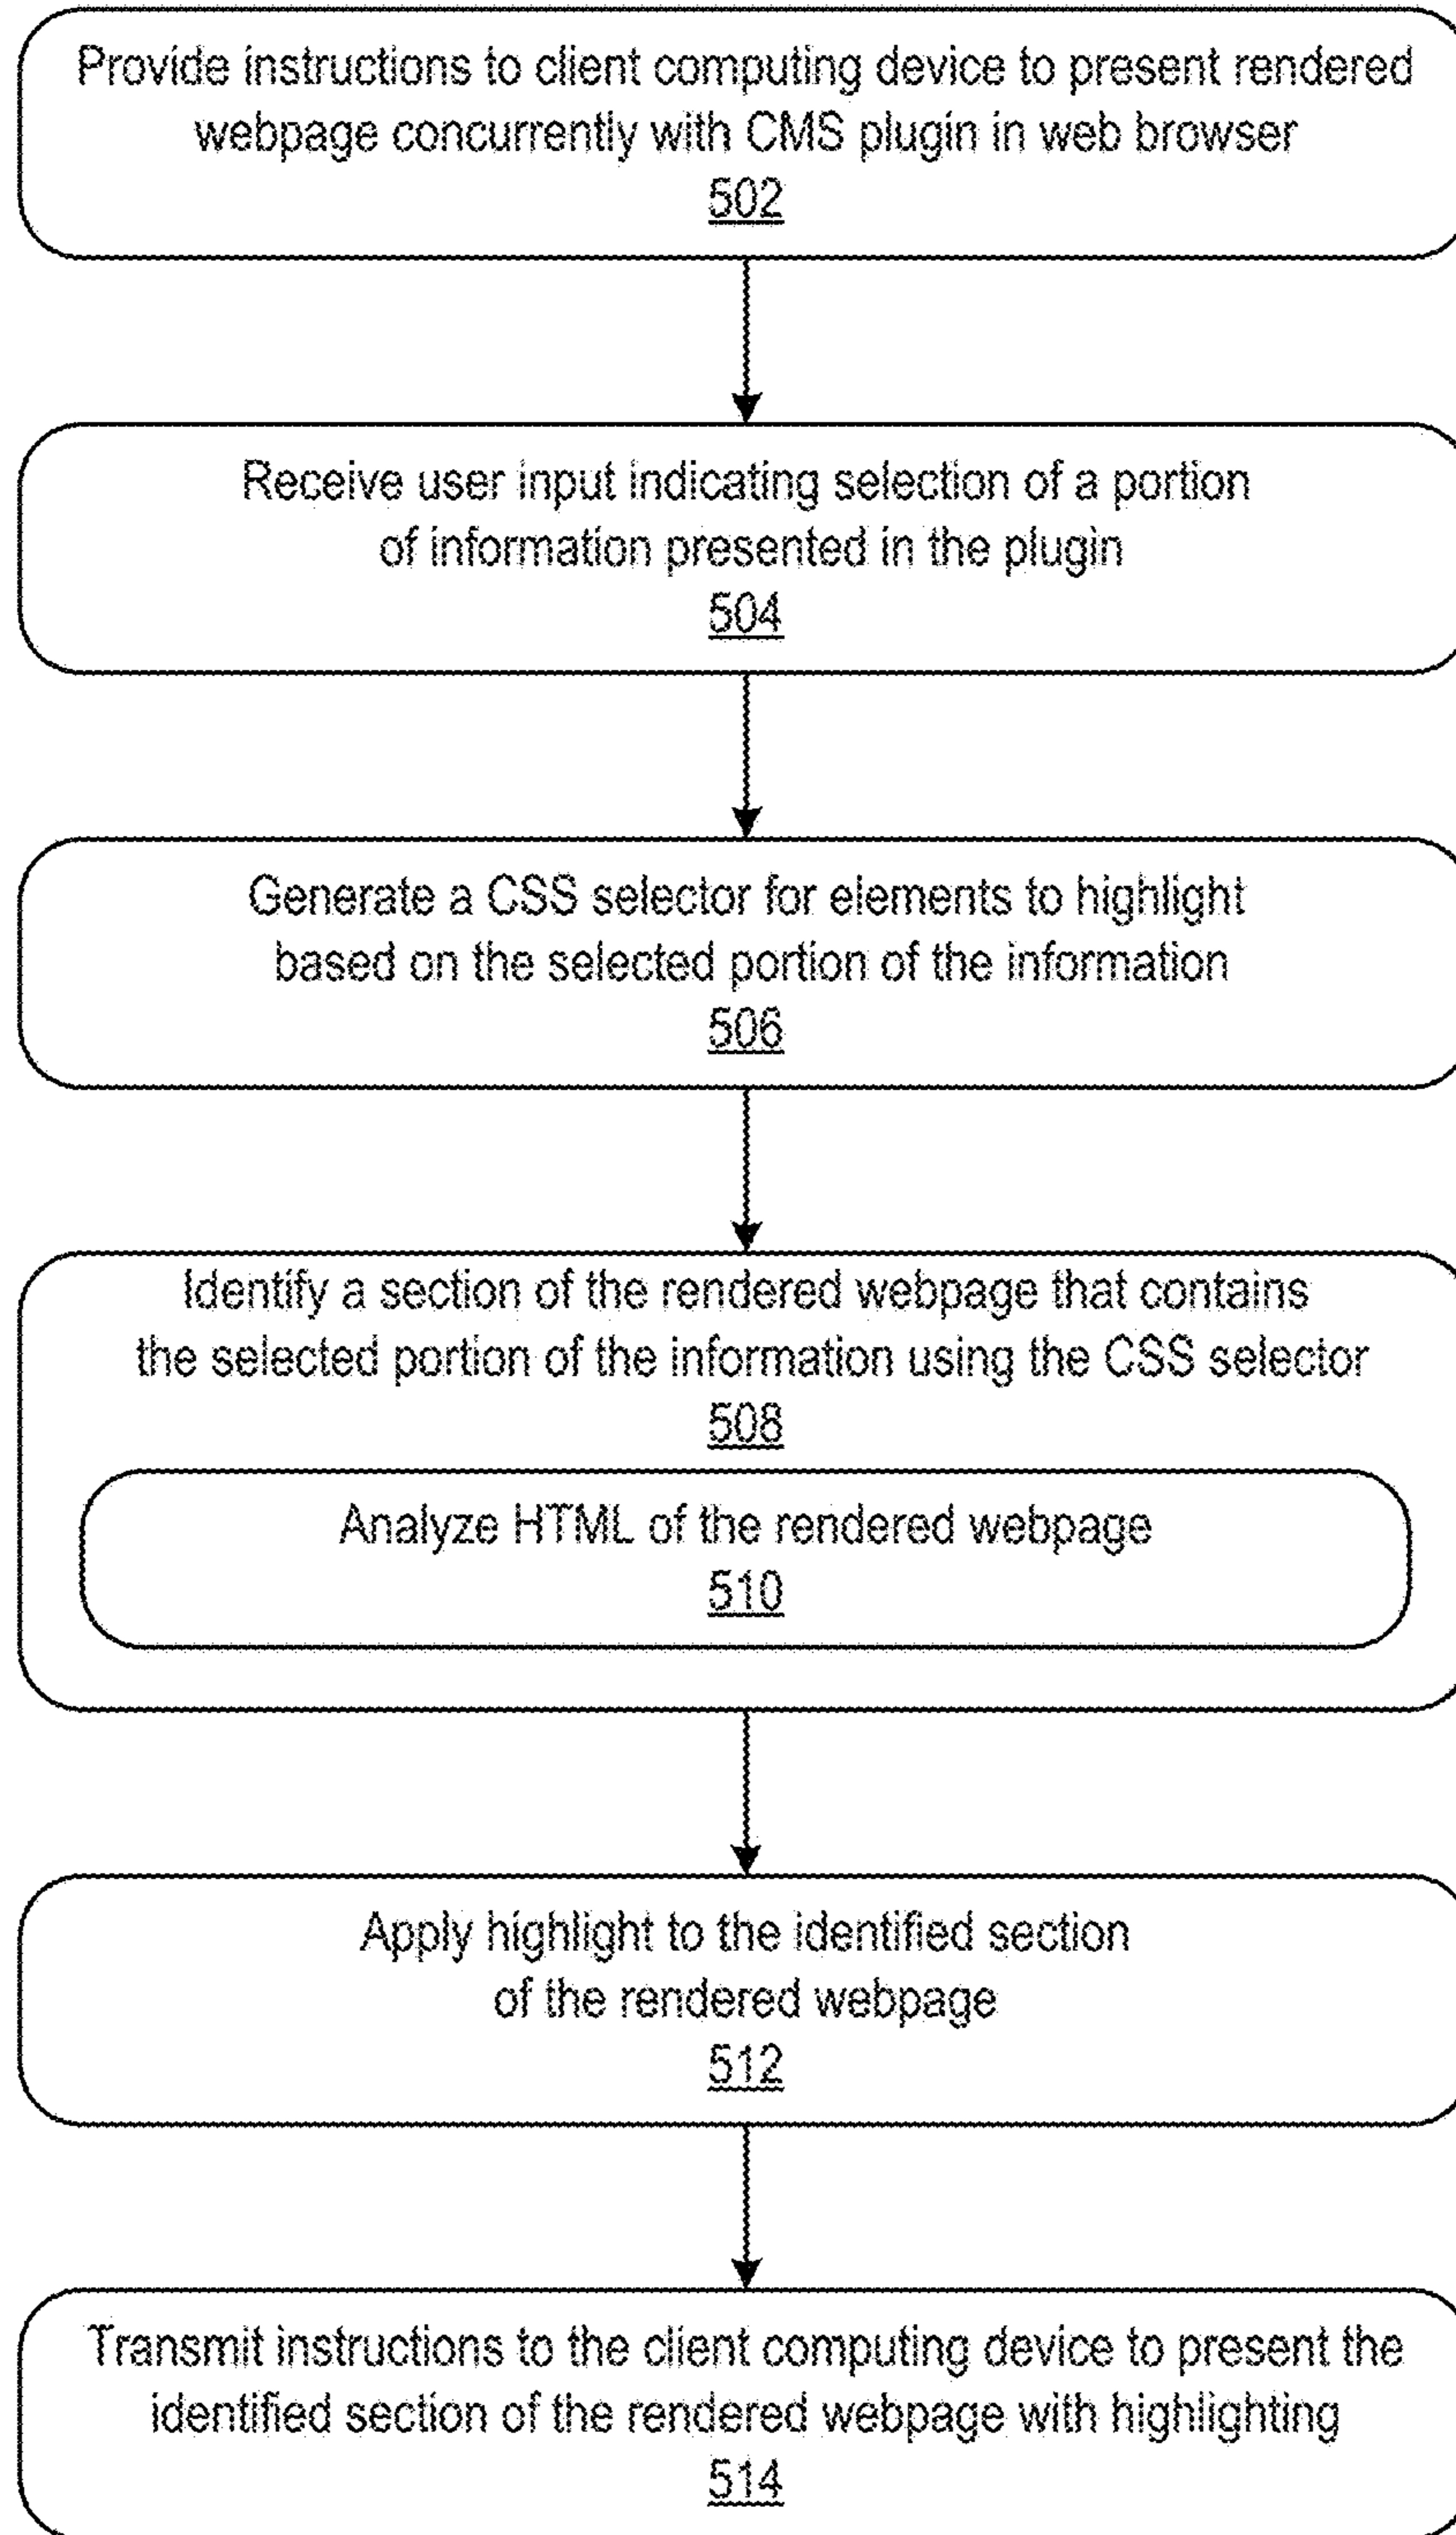 Provide instructions to client computing device to present rendered
webpage concurrently with CMS plugin in web browser
502
Receive user input indicating selection of a portion
of information presented in the plugin
504
Generate a CSS selector for elements to highlight
based on the selected portion of the information
506
Identify a section of the rendered webpage that contains
the selected portion of the information using the CSS selector
508
Analyze HTML of the rendered webpage
510
Apply highlight to the identified section
of the rendered webpage
512
Transmit instructions to the client computing device to present the
identified section of the rendered webpage with highlighting
514